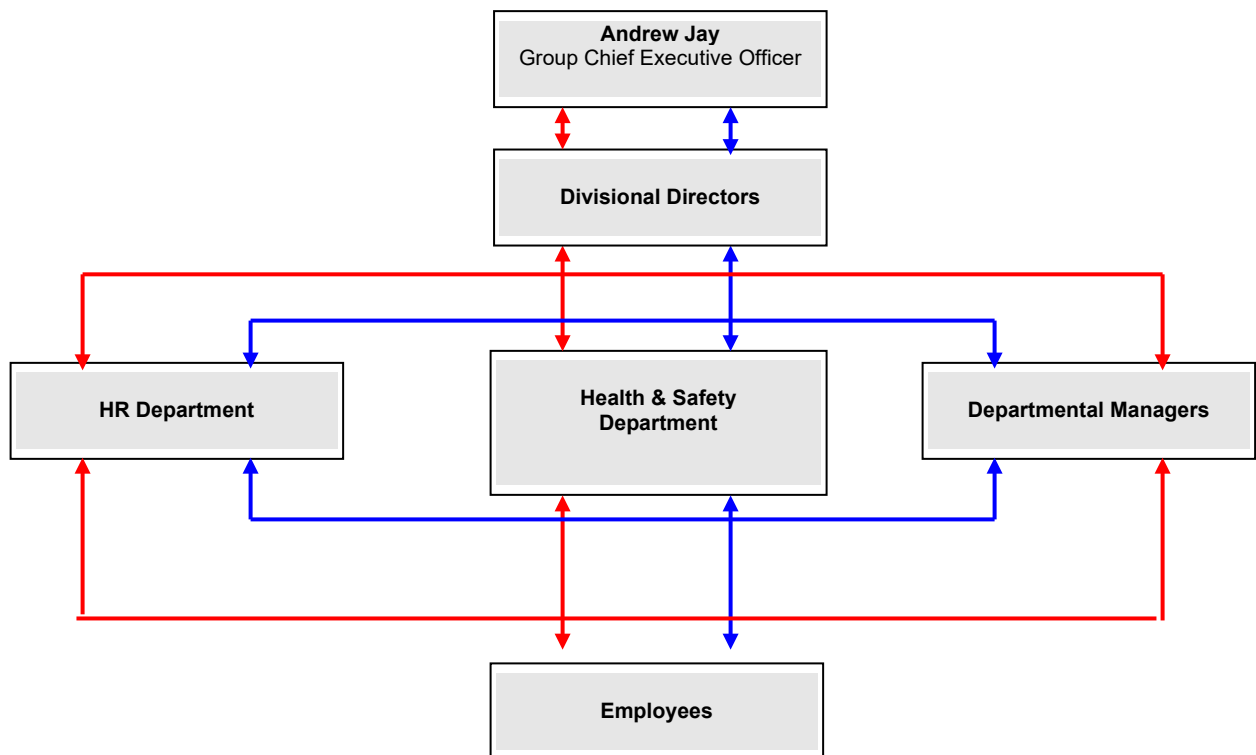 Andrew Jay
Group Chief Executive Officer
Divisional Directors
HR Department
Health & Safety
Department
Departmental Managers
Employees